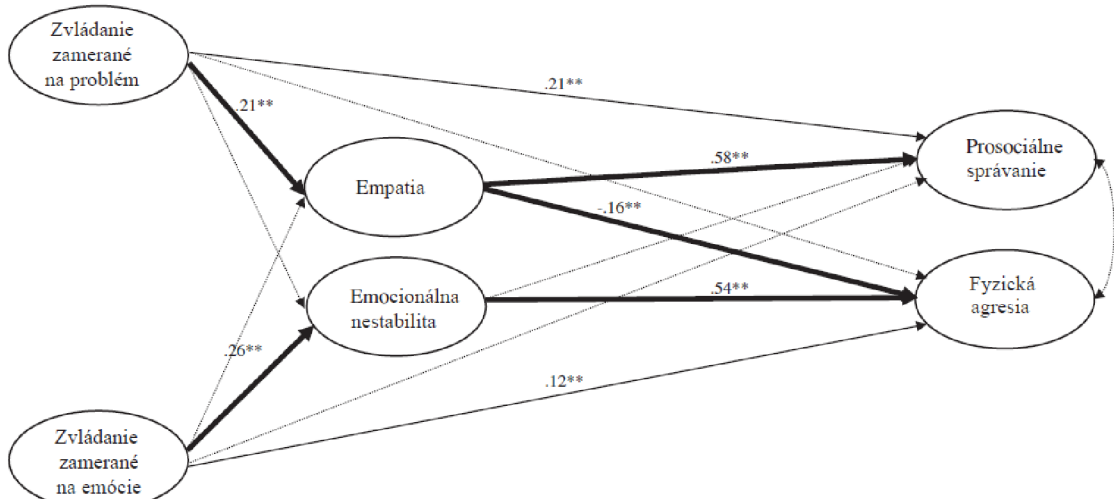 Zvládanie
zamerané
na problém
.21**
.21**
Empatia
.58**
Prosociálne
správanie
-.16**
Emocionálna
nestabilita
.54**
Fyzická
agresia
.26**
.12**
Zvládanie
zamerané
na emócie